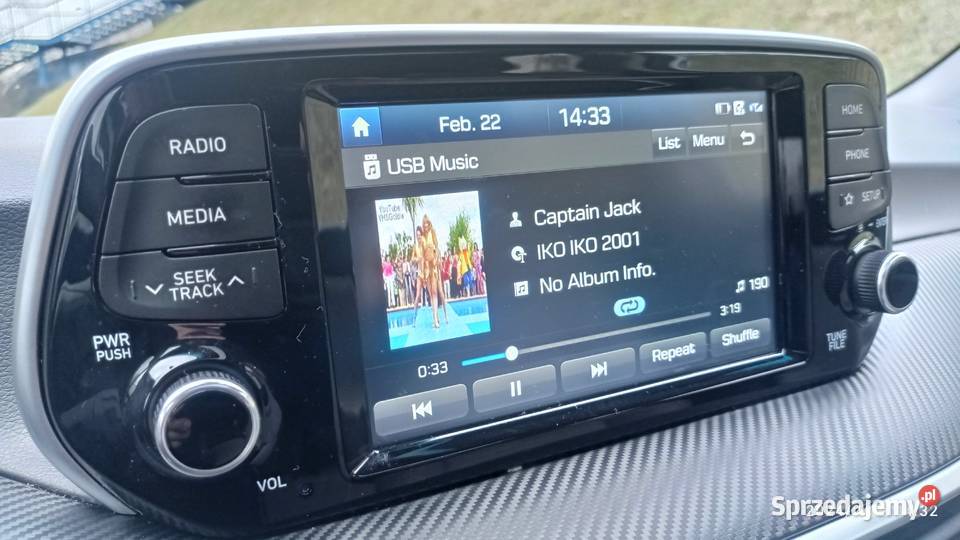 RADIO
MEDIA
SEEK
TRACK
PWR
PUSH
VOL
Feb. 22
14:33
USB Music
List
Menu
YouTube
Captain Jack
IKO IKO 2001
No Album Info.
190
0:33
3:19
Repeat
Shuffle
HOME
PHONE
SETUP
TUNE
FILE
Sprzedajemy.pl